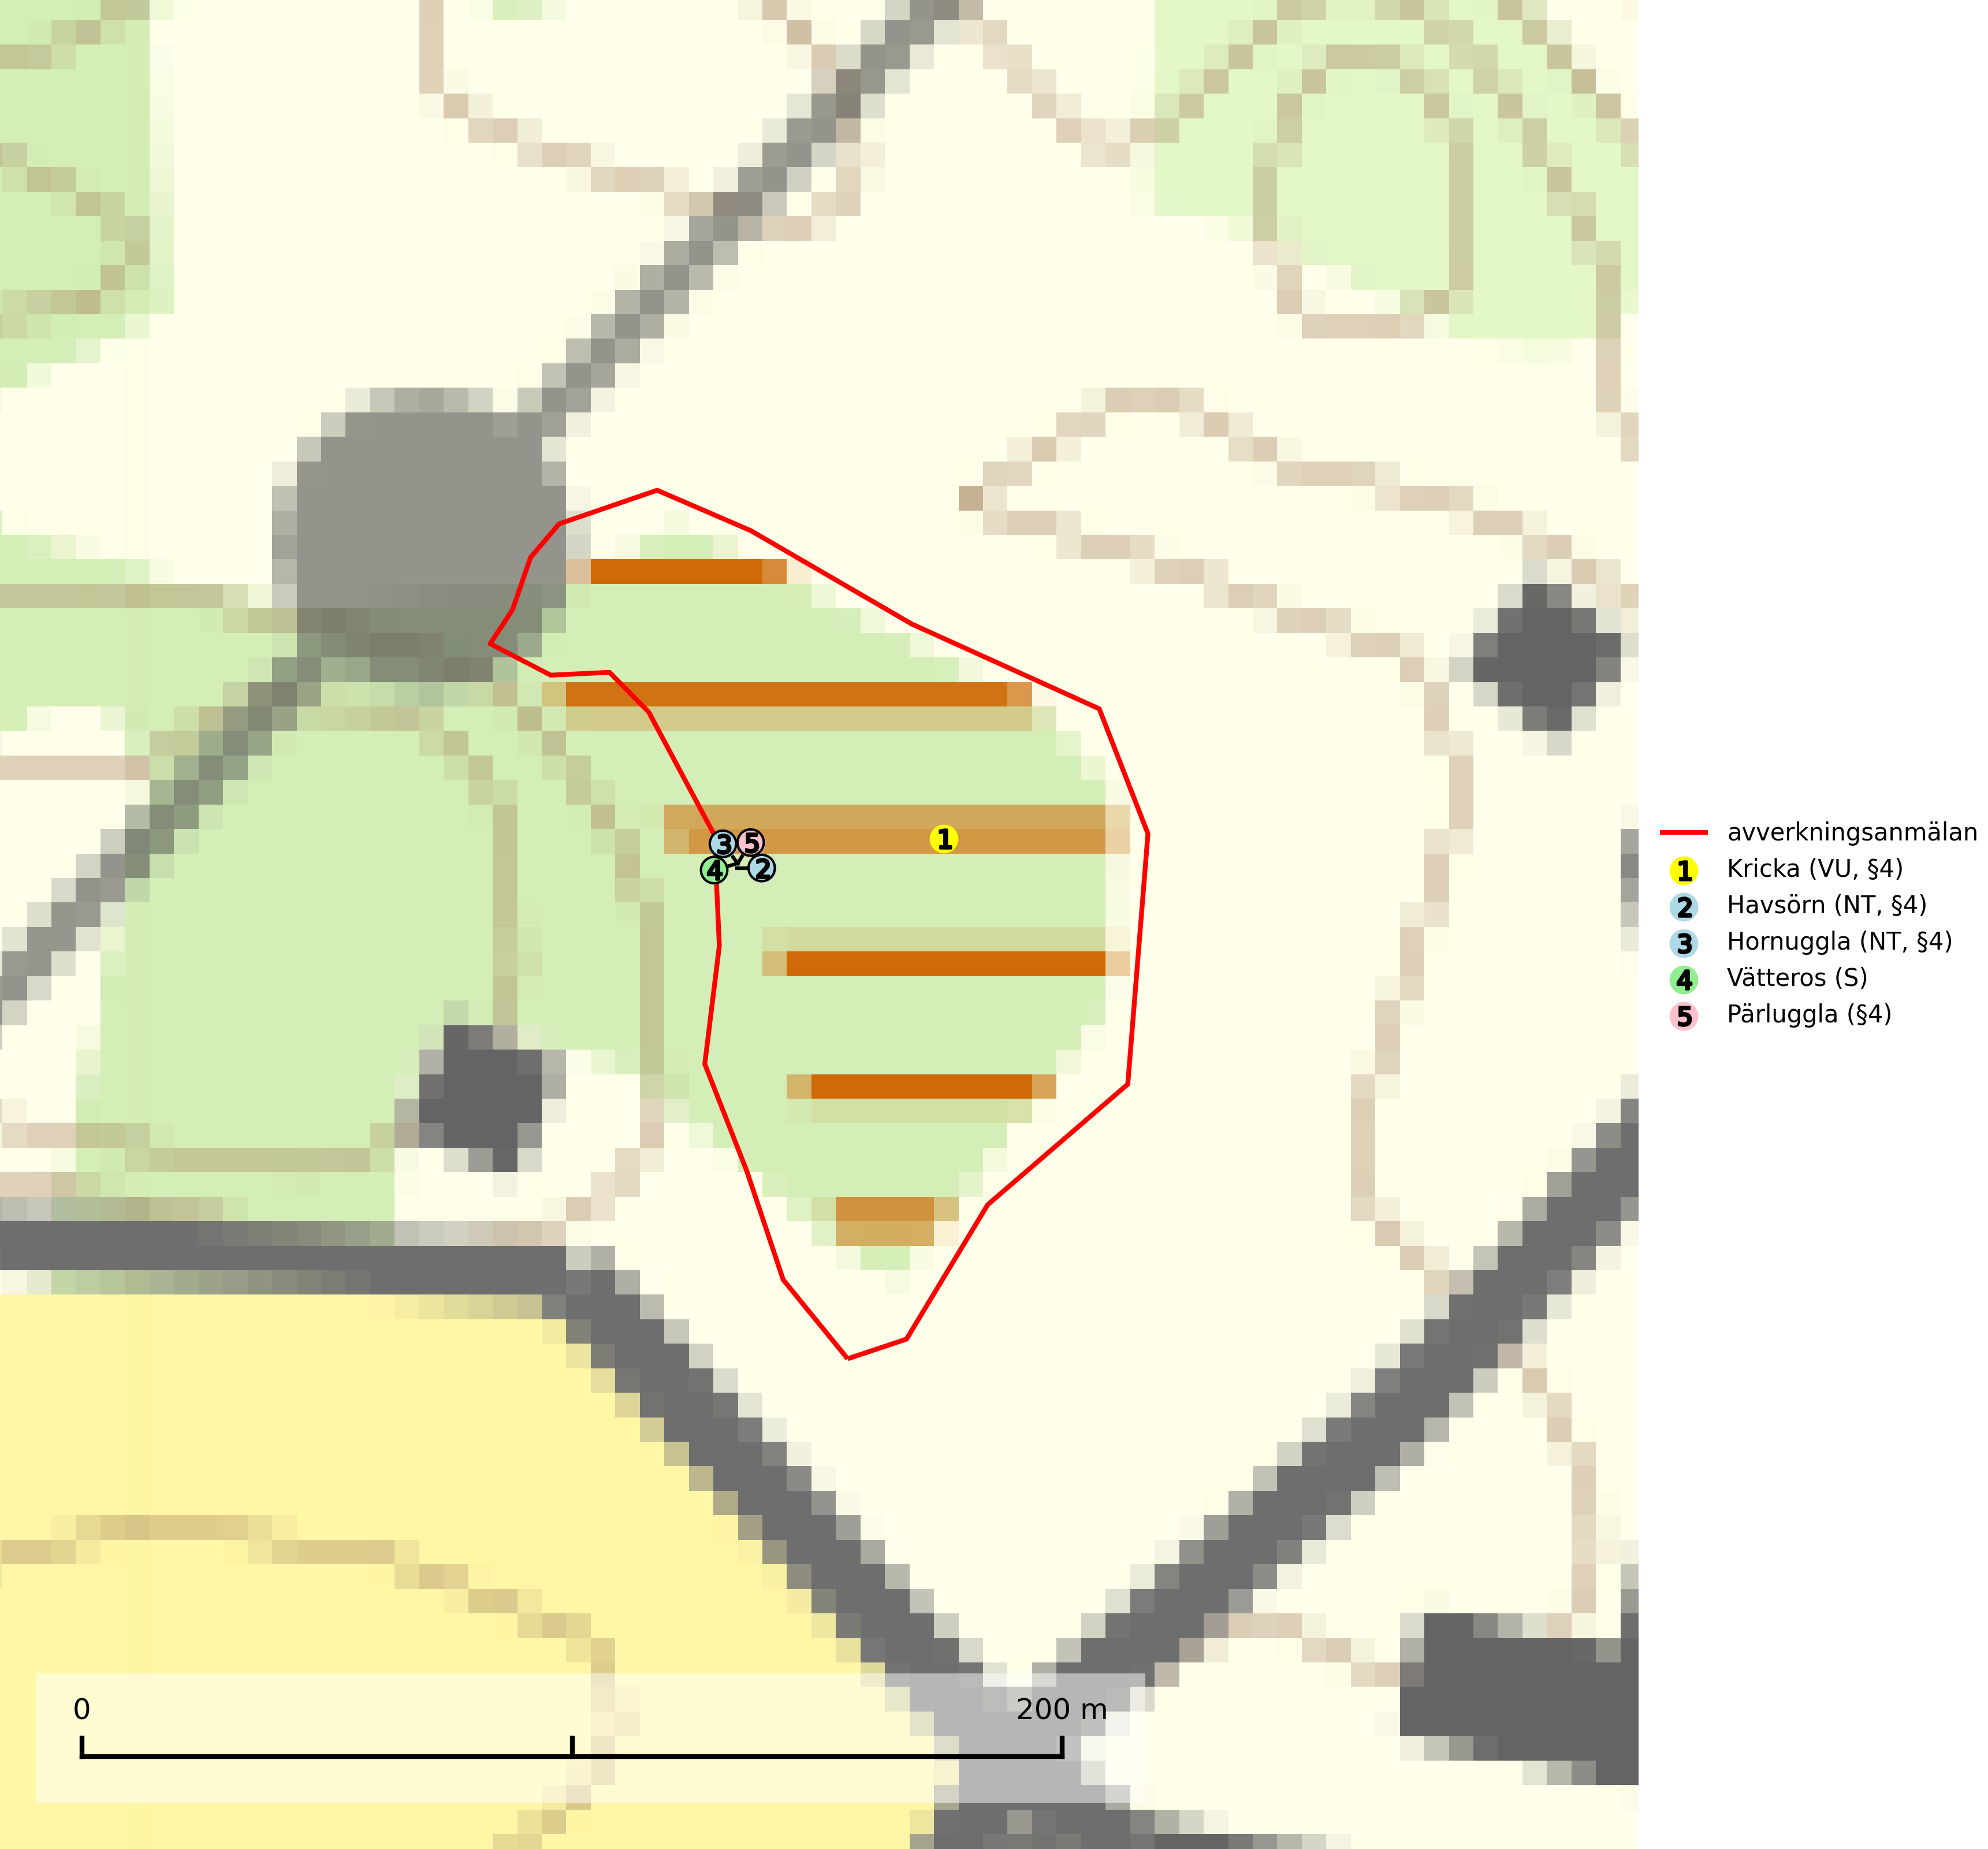 3 5 1
4 2
avverkningsanmälan
1 Kricka (VU, §4)
2 Havsörn (NT, §4)
3 Hornuggla (NT, §4)
4 Vätteros (S)
5 Pärluggla (§4)
0 200 m